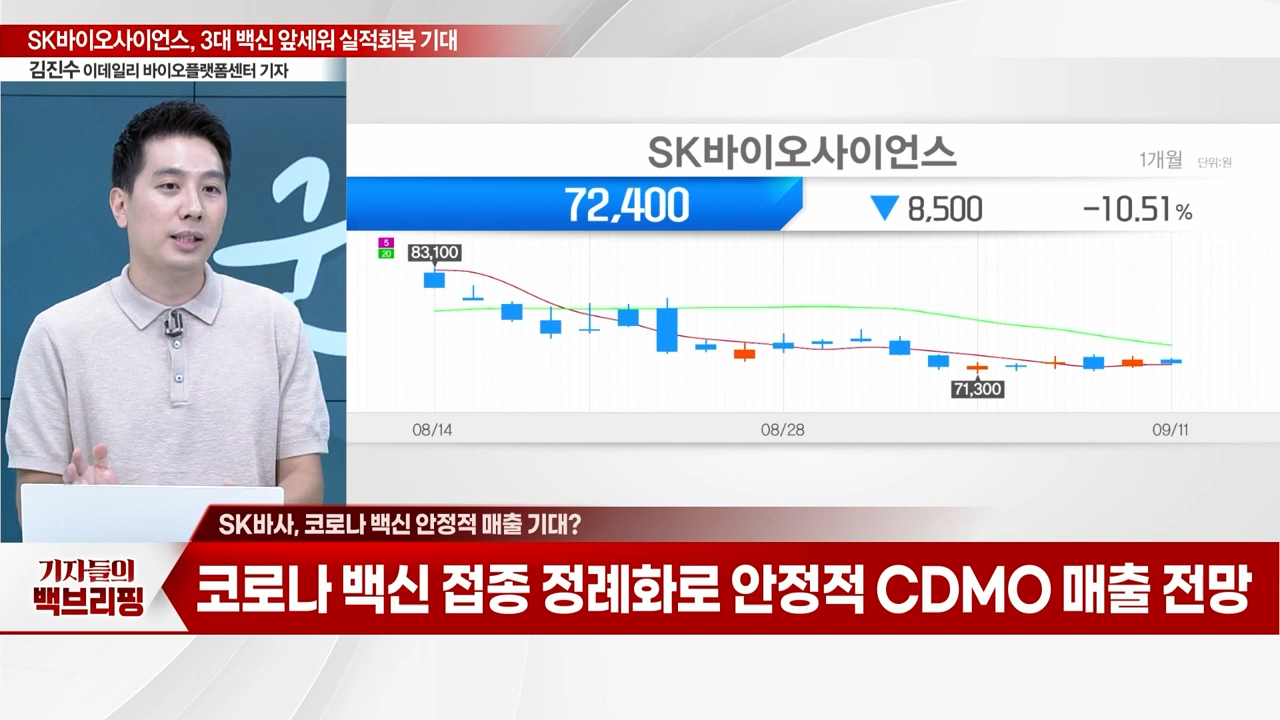 SK바이오사이언스, 3대 백신 앞세워 실적회복 기대
김진수 이데일리 바이오플랫폼센터 기자
SK바이오사이언스
1개월 단위:원
72,400 ▼ 8,500 -10.51%
5
20
83,100
71,300
08/14 08/28 09/11
SK바사, 코로나 백신 안정적 매출 기대?
기자들의
백브리핑
코로나 백신 접종 정례화로 안정적 CDMO 매출 전망